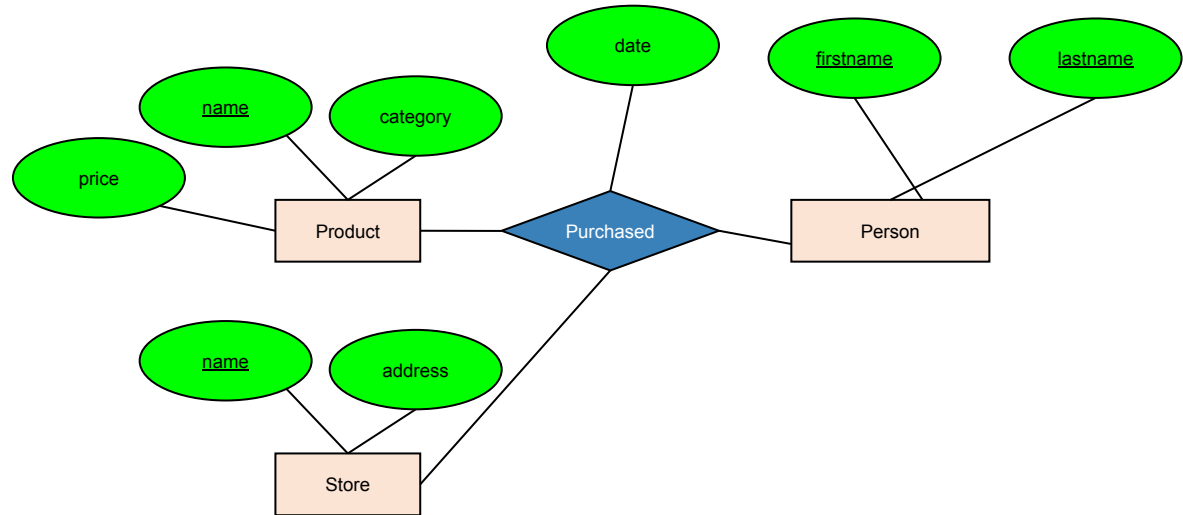 date
firstname
lastname
name
category
price
Product
Purchased
Person
name
address
Store